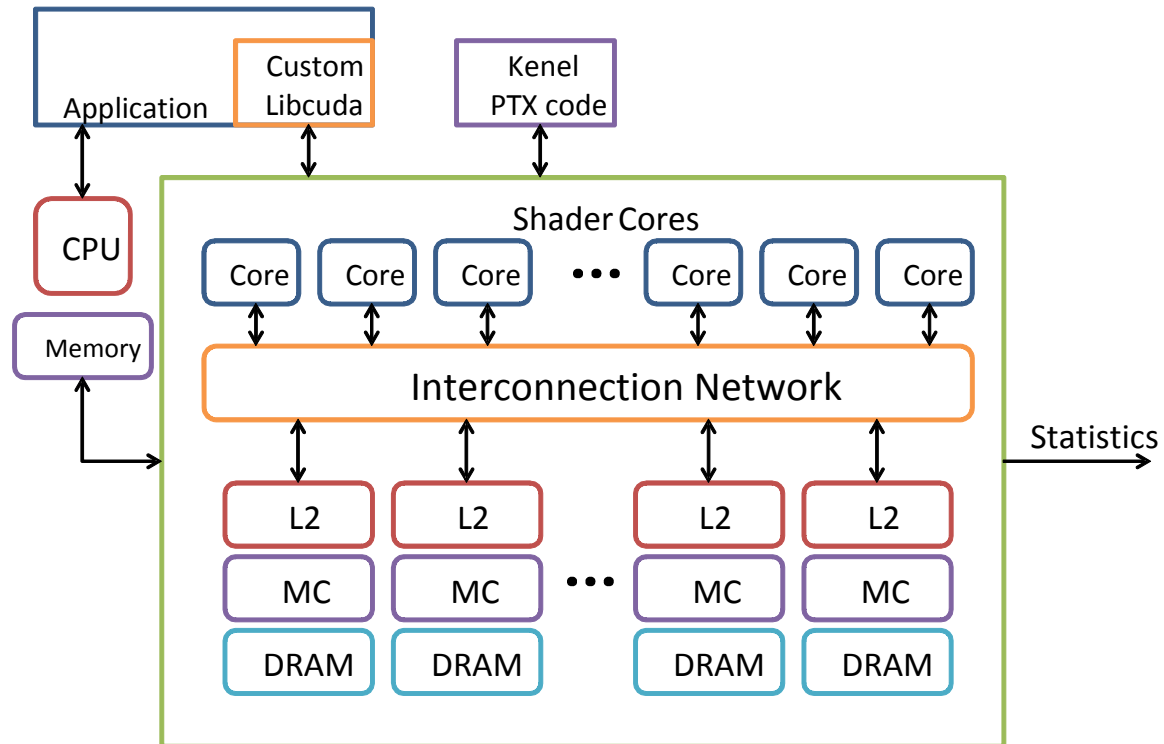 Custom
Libcuda
Application
Kenel
PTX code
CPU
Memory
Shader Cores
Core Core Core ••• Core Core Core
Interconnection Network
Statistics
L2 L2 L2 L2
MC MC ••• MC MC
DRAM DRAM DRAM DRAM